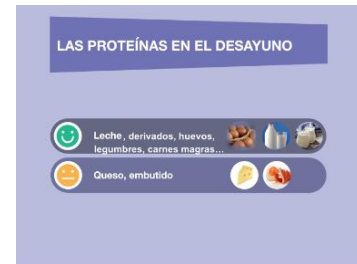 LAS PROTEÍNAS EN EL DESAYUNO
Leche, derivados, huevos,
legumbres, carnes magras...
Queso, embutido